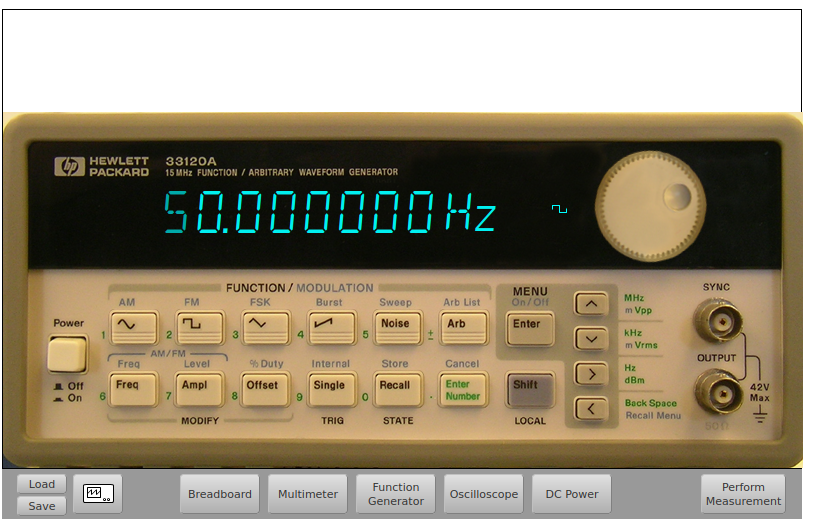 hp HEWLETT PACKARD 33120A
15 MHz FUNCTION / ARBITRARY WAVEFORM GENERATOR
50.000000Hz
FUNCTION / MODULATION
MENU
SYNC
AM FM FSK Burst Sweep Arb List On/Off
MHz
m Vpp
Power
1 2 3 4 5 Noise ± Arb Enter
kHz
m Vrms
AM/FM
OUTPUT
Freq Level % Duty Internal Store Cancel
Hz
dBm
Off
On
6 Freq 7 Ampl 8 Offset 9 Single 0 Recall . Enter Number Shift
42V Max
Back Space
Recall Menu
MODIFY TRIG STATE LOCAL
50Ω
Load
Save
Breadboard
Multimeter
Function Generator
Oscilloscope
DC Power
Perform Measurement